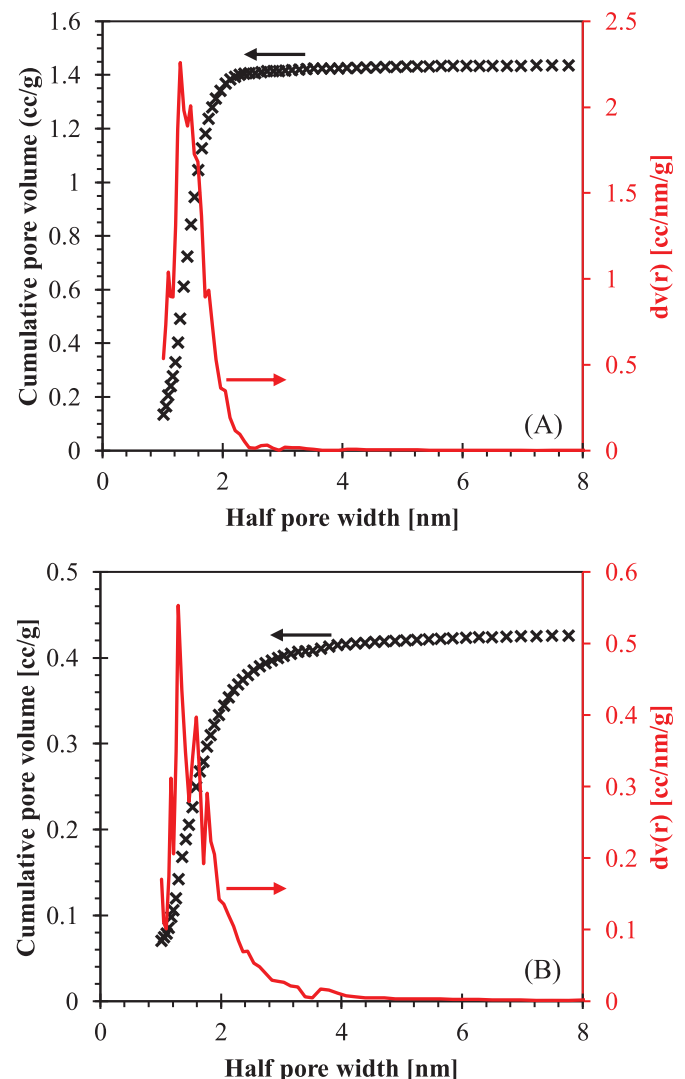 Cumulative pore volume (cc/g)
1.6
1.4
1.2
1
0.8
0.6
0.4
0.2
0
2.5
2
1.5
1
0.5
0
dv(r) [cc/nm/g]
(A)
0 2 4 6 8
Half pore width [nm]
Cumulative pore volume [cc/g]
0.5
0.4
0.3
0.2
0.1
0
0.6
0.5
0.4
0.3
0.2
0.1
0
dv(r) [cc/nm/g]
(B)
0 2 4 6 8
Half pore width [nm]